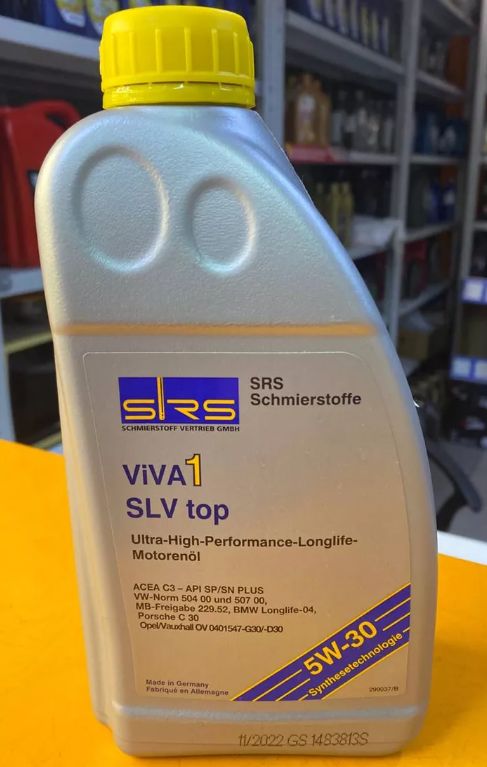 SRS
SCHMIERSTOFF VERTRIEB GMBH
SRS
Schmierstoffe
ViVA1
SLV top
Ultra-High-Performance-Longlife-
Motorenöl
ACEA C3 – API SP/SN PLUS
VW-Norm 504 00 und 507 00,
MB-Freigabe 229.52, BMW Longlife-04,
Porsche C 30
Opel/Vauxhall OV 0401547-G30/-D30
5W-30
Synthesetechnologie
Made in Germany
Fabriqué en Allemagne
290037/B
11/2022 GS 1483813S